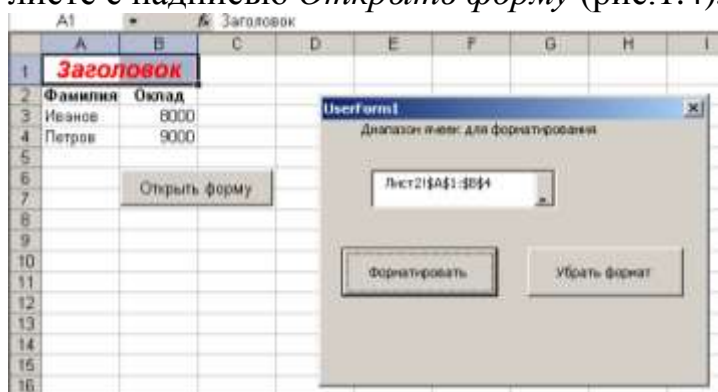 листе с надписью Открыть форму (рис.1.4).
A1 fx Заголовок
A B C D E F G H I
1 Заголовок
2 Фамилия Оклад
3 Иванов 8000
4 Петров 9000
5
6
7
8
9
10
11
12
13
14
15
16
Открыть форму
UserForm1
Диапазон ячеек для форматирования
Лист2!$A$1:$B$4
Форматировать Убрать формат